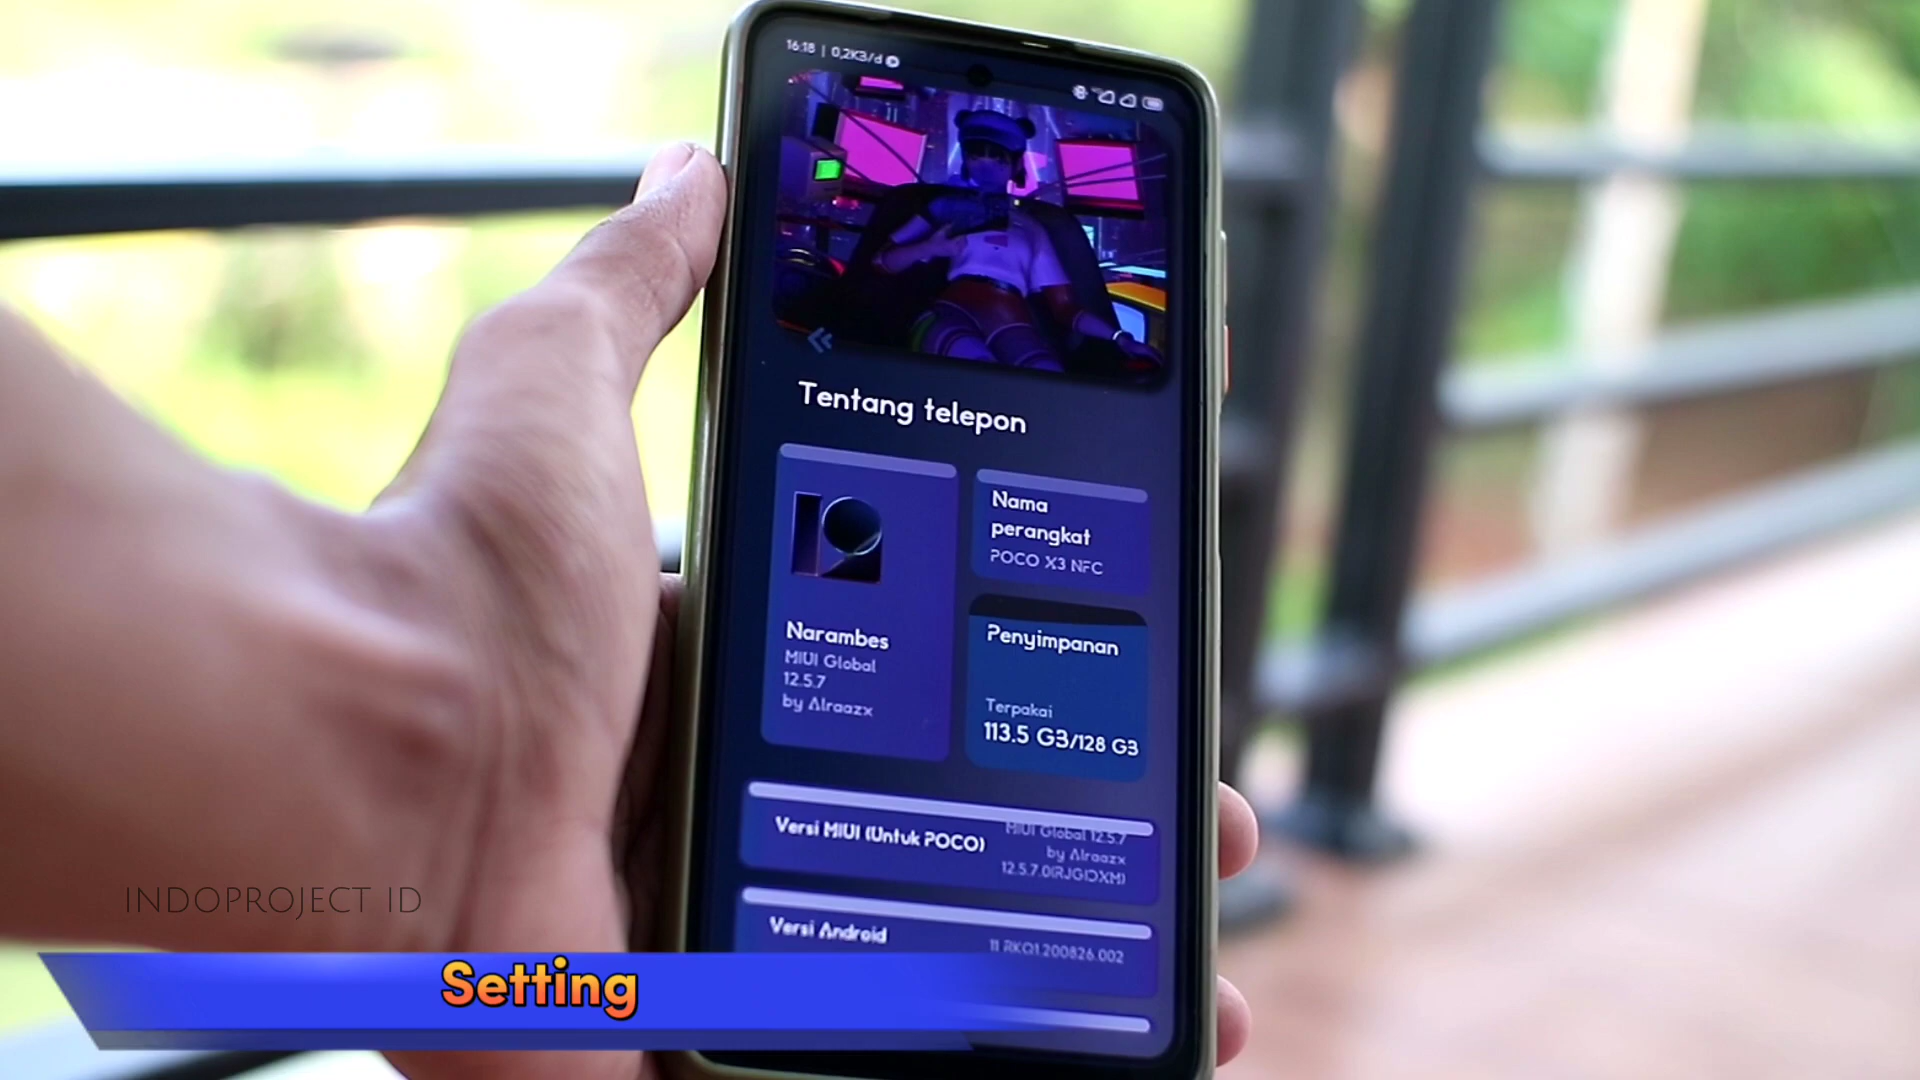 16:18 | 0,2KB/d
Tentang telepon
Narambes
MIUI Global
12.5.7
by Alraazx
Nama
perangkat
POCO X3 NFC
Penyimpanan
Terpakai
113.5 GB/128 GB
Versi MIUI (Untuk POCO)
MIUI Global 12.5.7
by Alraazx
12.5.7.0(RJGIDXM)
Versi Android
11 RKQ1.200826.002
INDOPROJECT ID
Setting